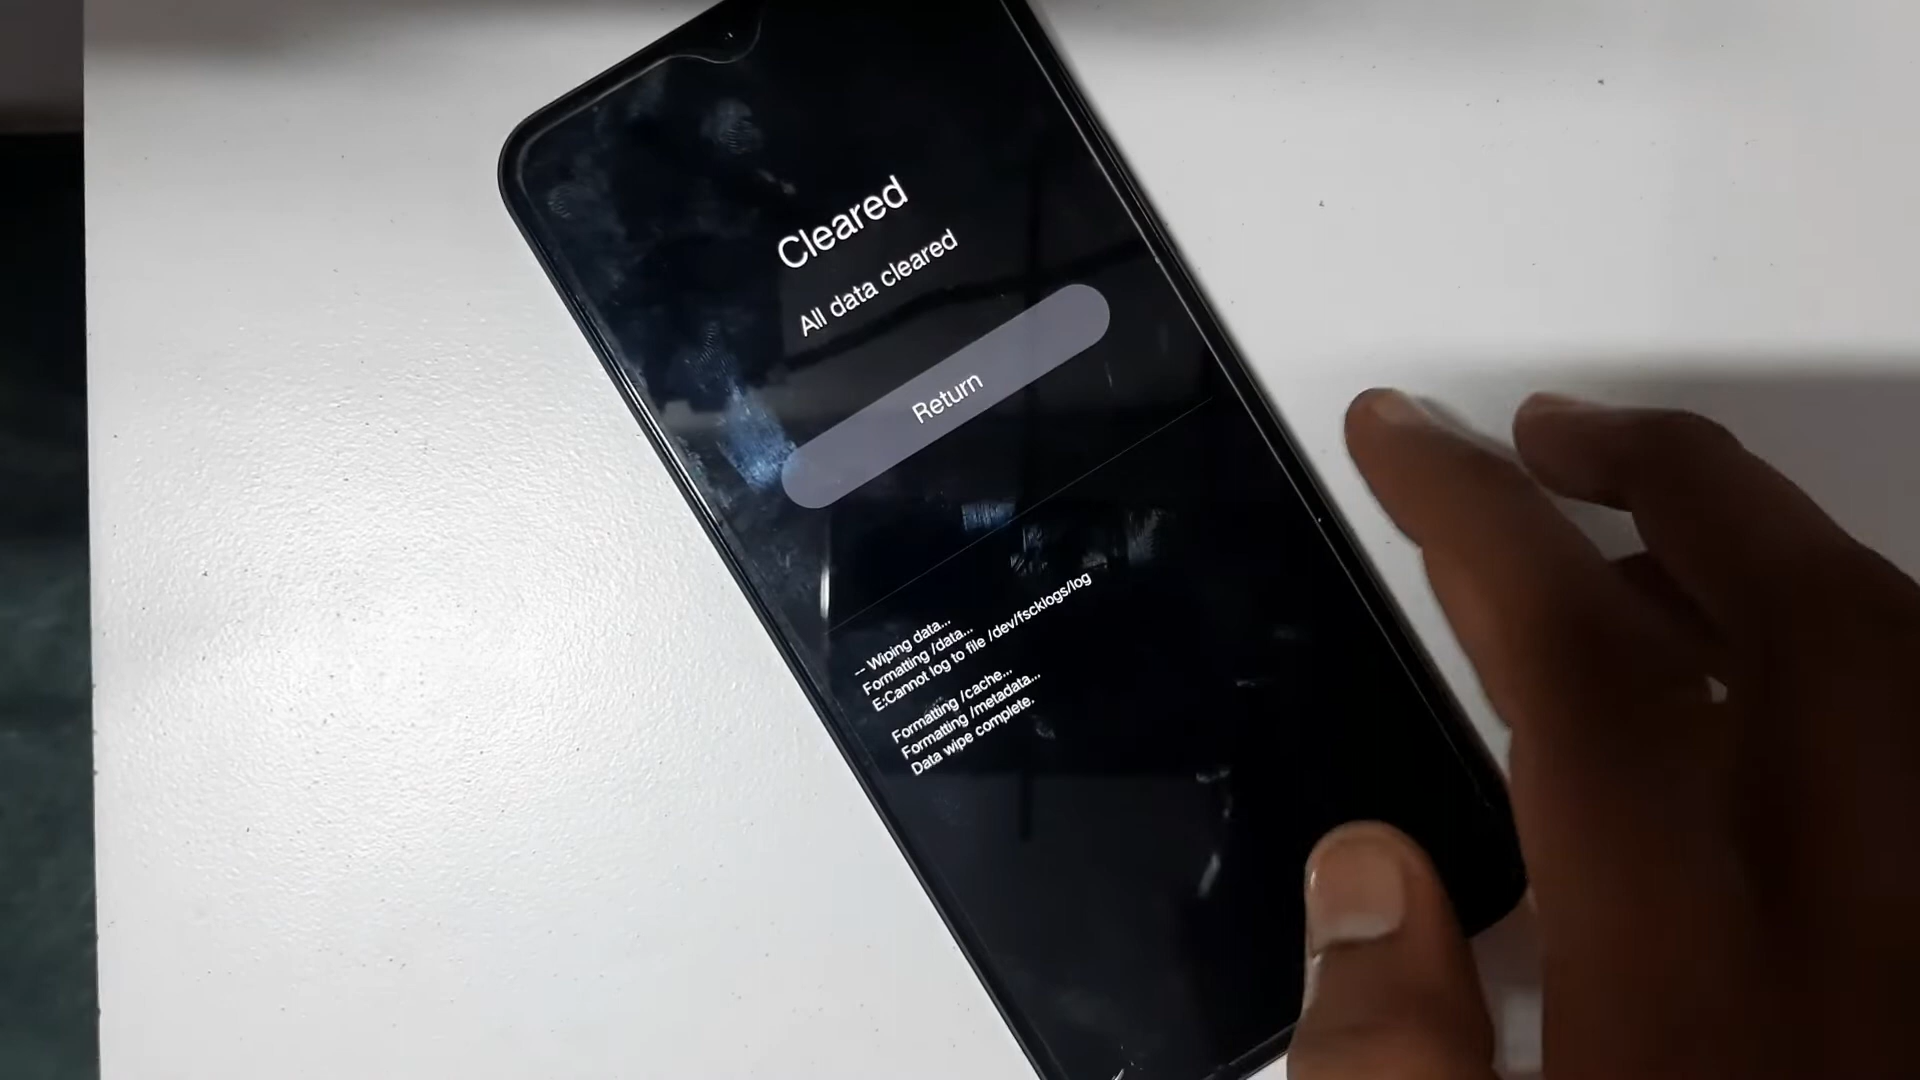 Cleared
All data cleared
Return
-- Wiping data...
Formatting /data...
E:Cannot log to file /dev/fscklogs/log
Formatting /cache...
Formatting /metadata...
Data wipe complete.